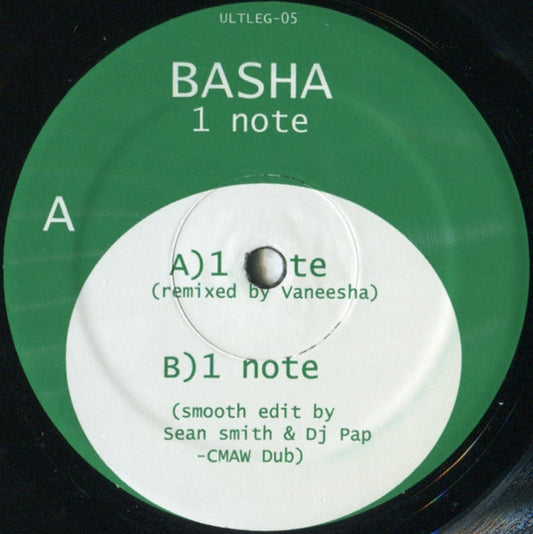 ULTLEG-05
BASHA
1 note
A
A)1 note
(remixed by Vaneesha)
B)1 note
(smooth edit by
Sean smith & Dj Pap
-CMAW Dub)